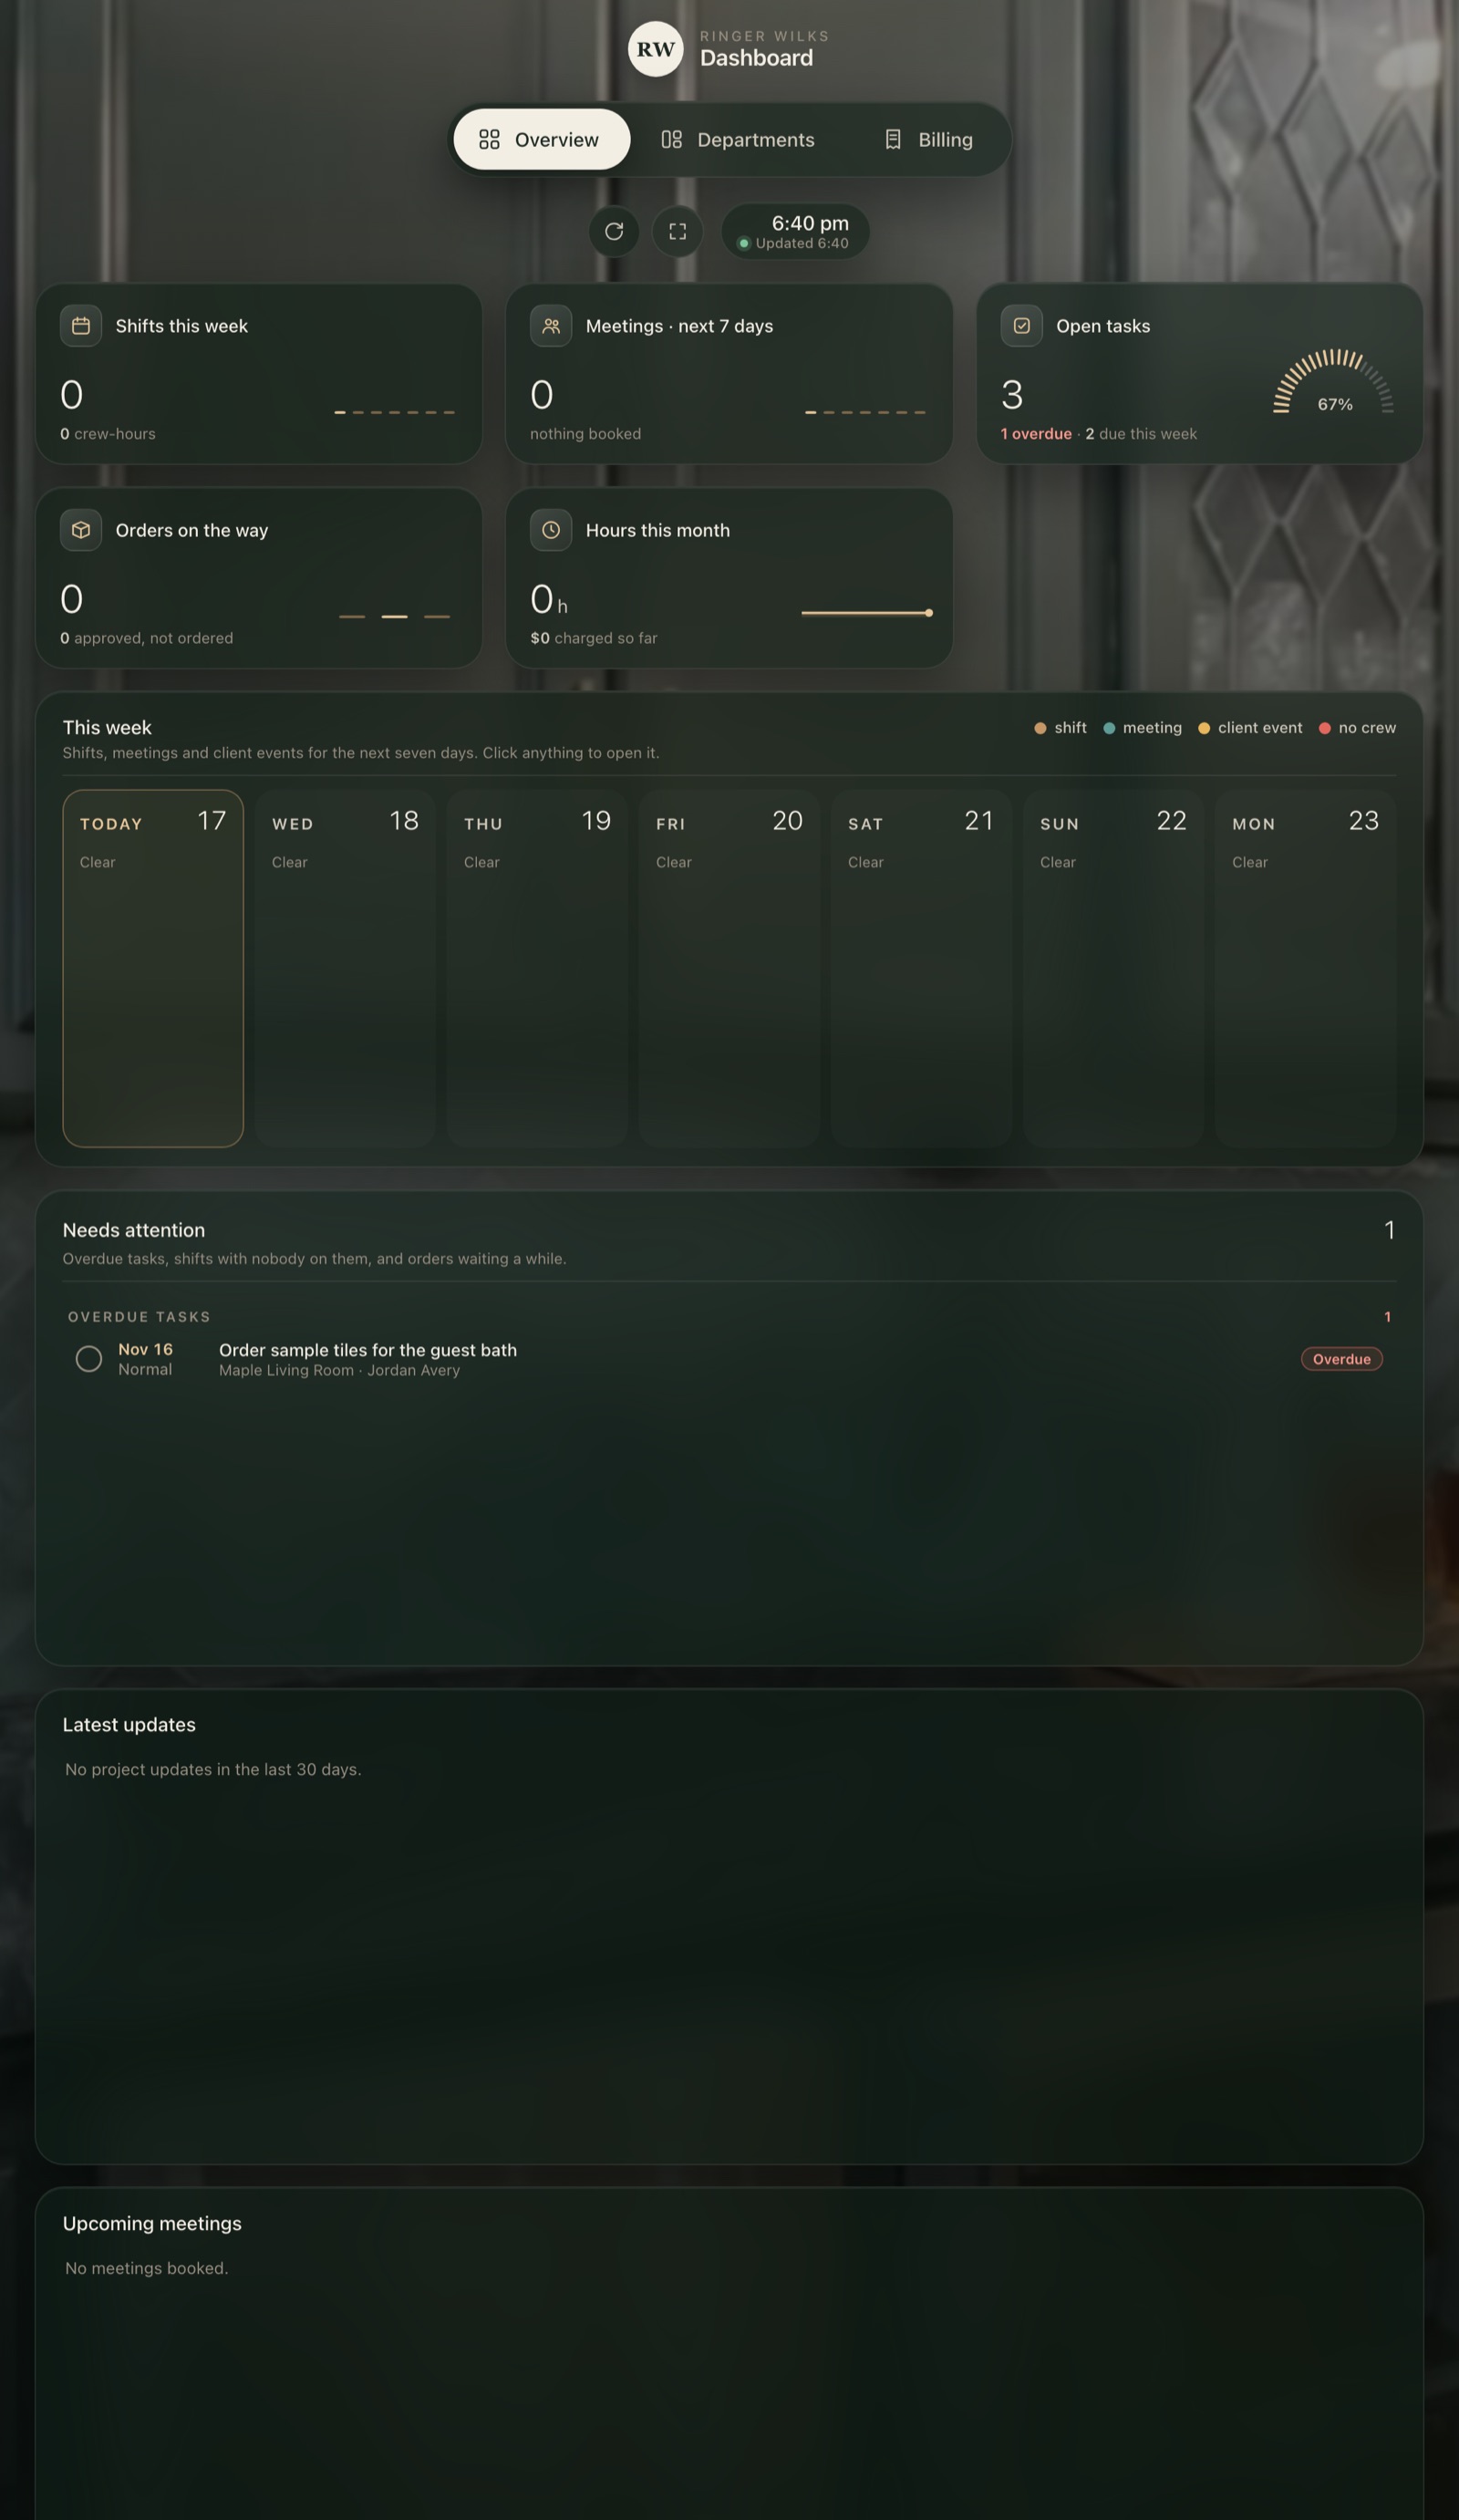 RW
RINGER WILKS
Dashboard
Overview
Departments
Billing
6:40 pm
Updated 6:40
Shifts this week
0
0 crew-hours
Meetings · next 7 days
0
nothing booked
Open tasks
3
67%
1 overdue · 2 due this week
Orders on the way
0
0 approved, not ordered
Hours this month
0 h
$0 charged so far
This week
shift
meeting
client event
no crew
Shifts, meetings and client events for the next seven days. Click anything to open it.
TODAY 17
Clear
WED 18
Clear
THU 19
Clear
FRI 20
Clear
SAT 21
Clear
SUN 22
Clear
MON 23
Clear
Needs attention
1
Overdue tasks, shifts with nobody on them, and orders waiting a while.
OVERDUE TASKS
1
Nov 16
Normal
Order sample tiles for the guest bath
Maple Living Room · Jordan Avery
Overdue
Latest updates
No project updates in the last 30 days.
Upcoming meetings
No meetings booked.